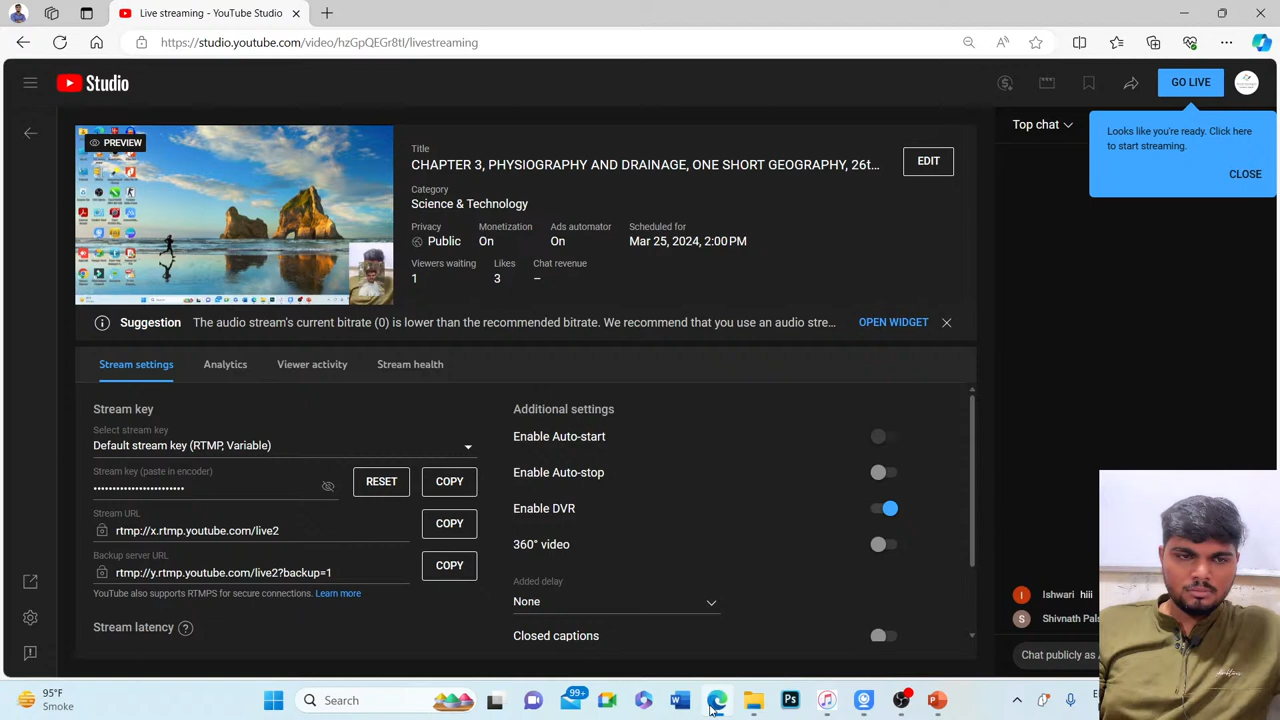 Live streaming - YouTube Studio
https://studio.youtube.com/video/hzGpQEGr8tI/livestreaming
Studio
GO LIVE
PREVIEW
Title
CHAPTER 3, PHYSIOGRAPHY AND DRAINAGE, ONE SHORT GEOGRAPHY, 26t...
EDIT
Category
Science & Technology
Privacy
Monetization
Ads automator
Scheduled for
Public
On
On
Mar 25, 2024, 2:00 PM
Viewers waiting
Likes
Chat revenue
1
3
–
Top chat
Looks like you're ready. Click here
to start streaming.
CLOSE
Suggestion
The audio stream's current bitrate (0) is lower than the recommended bitrate. We recommend that you use an audio stre...
OPEN WIDGET
Stream settings
Analytics
Viewer activity
Stream health
Stream key
Select stream key
Default stream key (RTMP, Variable)
Stream key (paste in encoder)
••••••••••••••••••••••••
RESET
COPY
Stream URL
rtmp://x.rtmp.youtube.com/live2
COPY
Backup server URL
rtmp://y.rtmp.youtube.com/live2?backup=1
COPY
YouTube also supports RTMPS for secure connections. Learn more
Stream latency
Additional settings
Enable Auto-start
Enable Auto-stop
Enable DVR
360° video
Added delay
None
Closed captions
Ishwari hiii
Shivnath Pals
Chat publicly as
95°F
Smoke
Search
99+